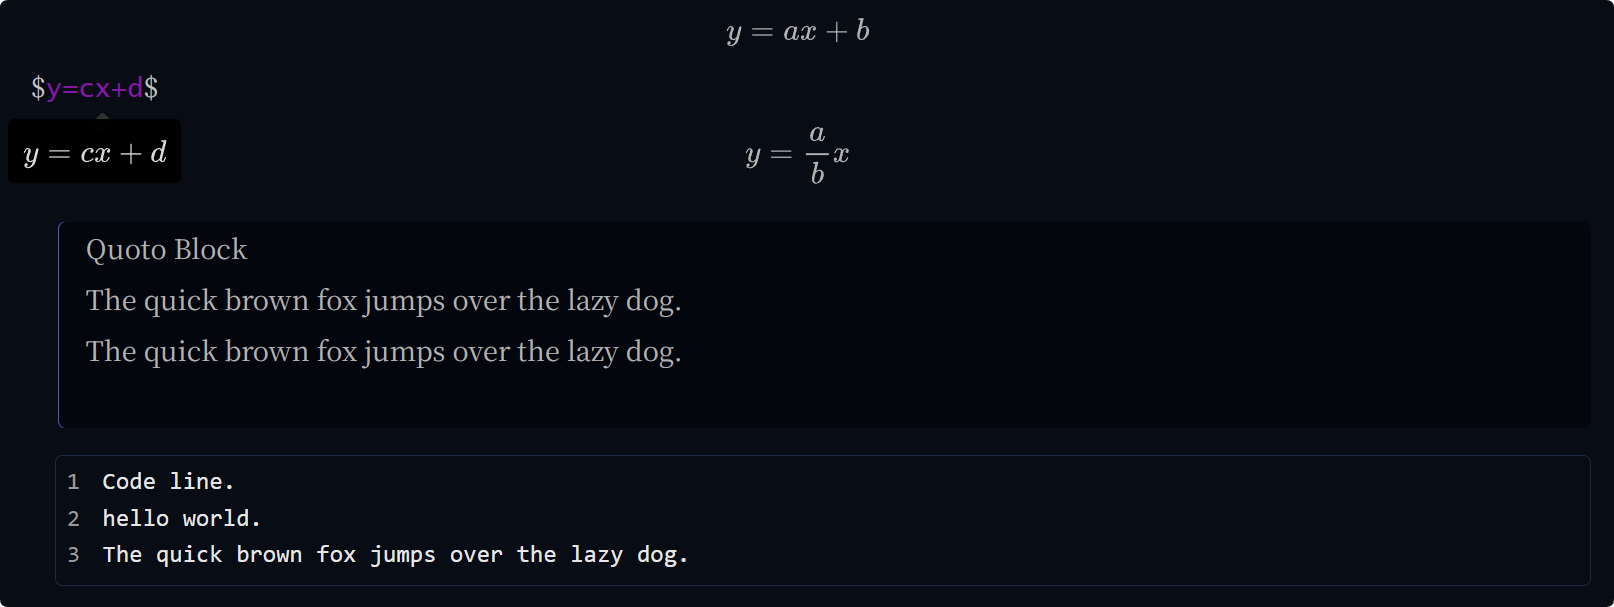 y = ax + b
$y=cx+d$
y = cx + d
y = \frac{a}{b}x
Quoto Block
The quick brown fox jumps over the lazy dog.
The quick brown fox jumps over the lazy dog.
1 Code line.
2 hello world.
3 The quick brown fox jumps over the lazy dog.